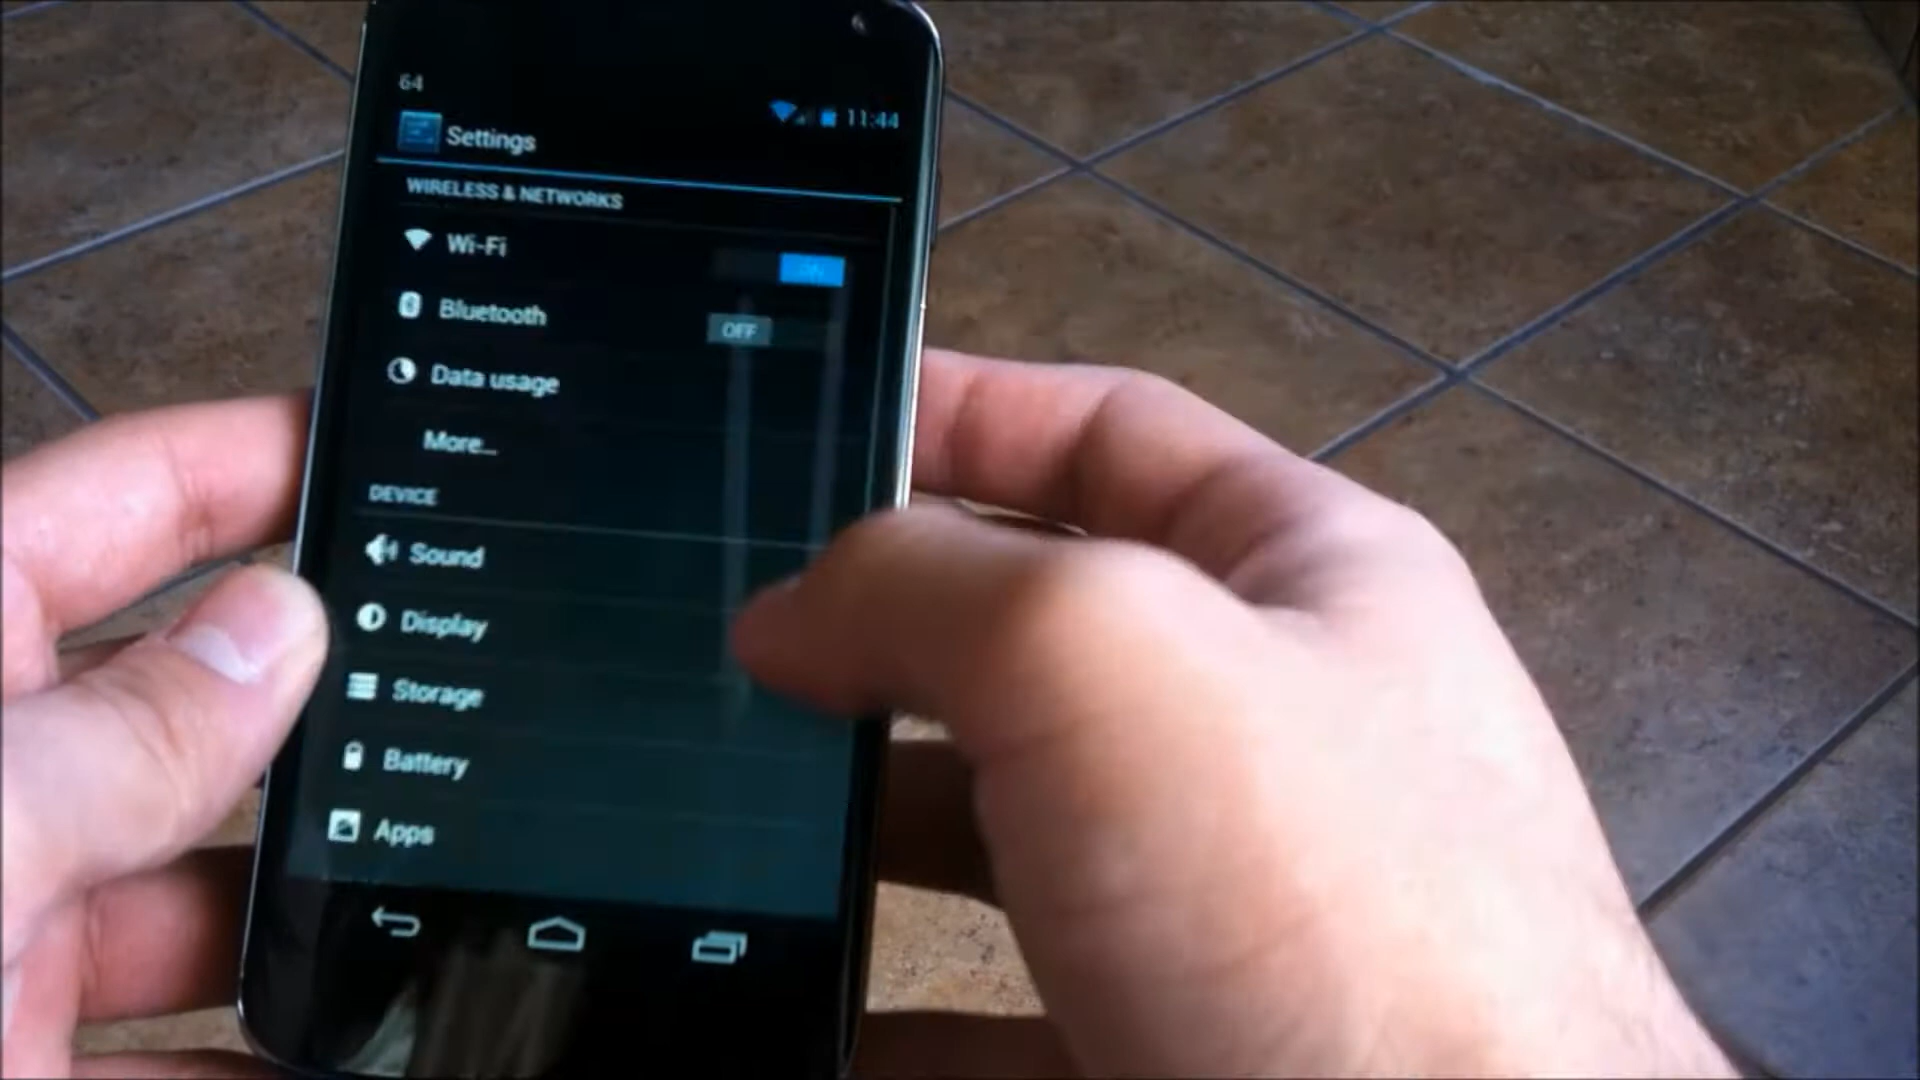 64
11:44
Settings
WIRELESS & NETWORKS
Wi-Fi
ON
Bluetooth
OFF
Data usage
More...
DEVICE
Sound
Display
Storage
Battery
Apps